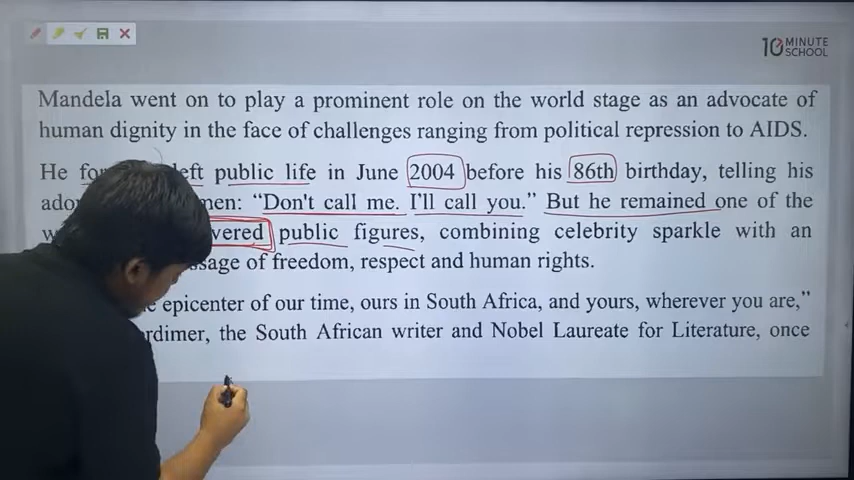 10 MINUTE SCHOOL
Mandela went on to play a prominent role on the world stage as an advocate of
human dignity in the face of challenges ranging from political repression to AIDS.
He left public life in June 2004 before his 86th birthday, telling his
men: “Don't call me. I'll call you.” But he remained one of the
vered public figures, combining celebrity sparkle with an
sage of freedom, respect and human rights.
epicenter of our time, ours in South Africa, and yours, wherever you are,”
rdimer, the South African writer and Nobel Laureate for Literature, once